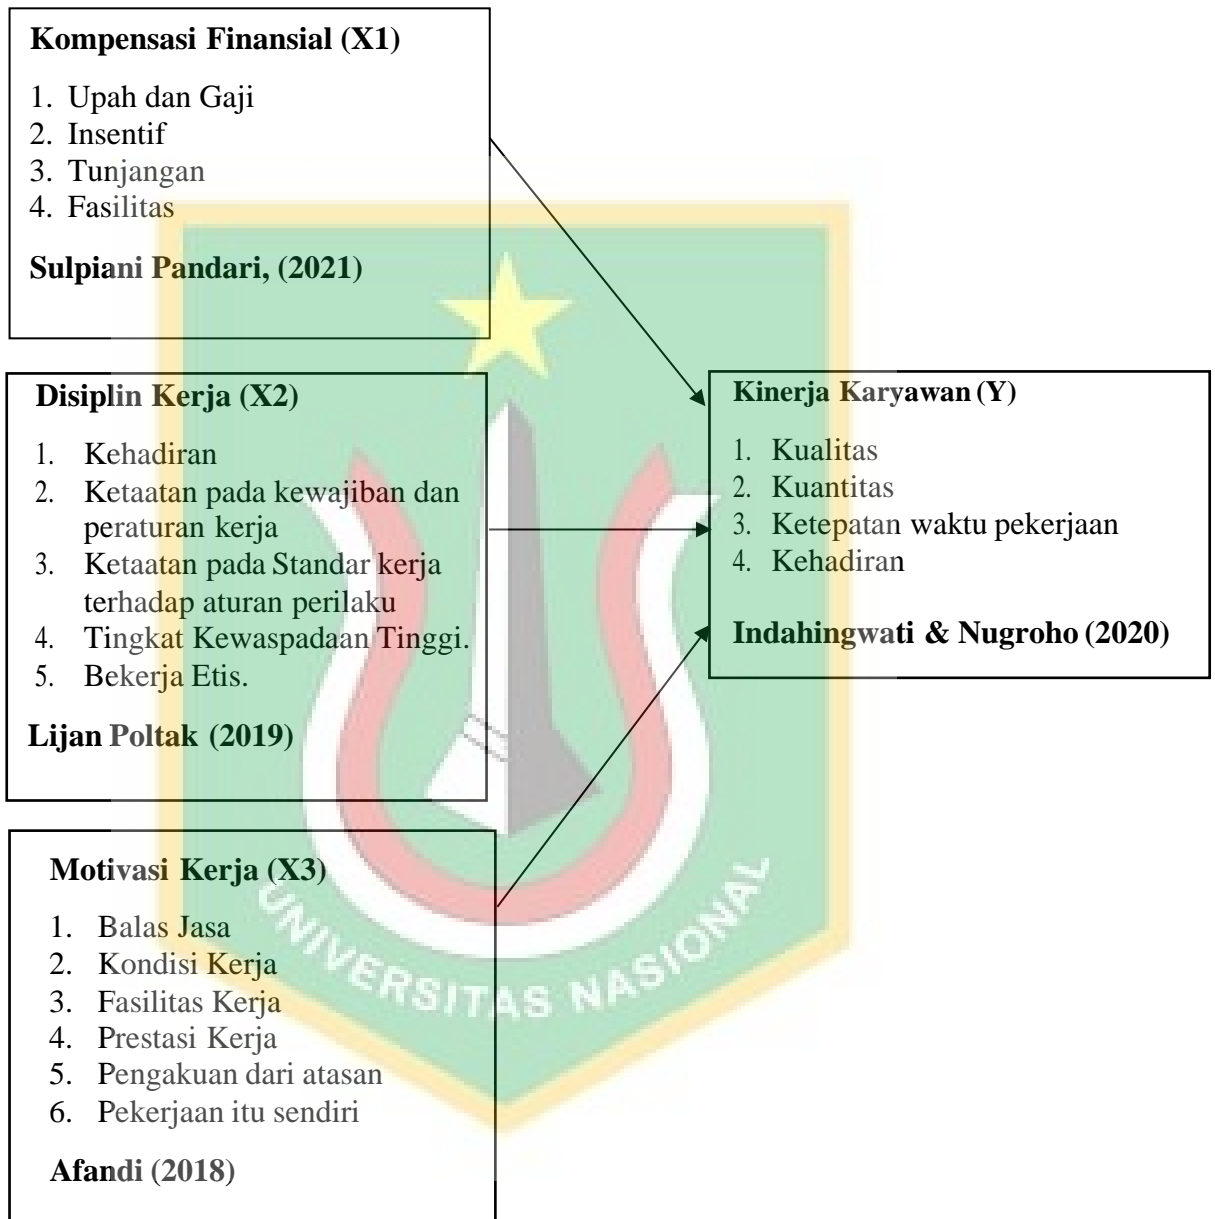 Kompensasi Finansial (X1)
1. Upah dan Gaji
2. Insentif
3. Tunjangan
4. Fasilitas
Sulpiani Pandari, (2021)
Disiplin Kerja (X2)
1. Kehadiran
2. Ketaatan pada kewajiban dan
peraturan kerja
3. Ketaatan pada Standar kerja
terhadap aturan perilaku
4. Tingkat Kewaspadaan Tinggi.
5. Bekerja Etis.
Lijan Poltak (2019)
Motivasi Kerja (X3)
1. Balas Jasa
2. Kondisi Kerja
3. Fasilitas Kerja
4. Prestasi Kerja
5. Pengakuan dari atasan
6. Pekerjaan itu sendiri
Afandi (2018)
Kinerja Karyawan (Y)
1. Kualitas
2. Kuantitas
3. Ketepatan waktu pekerjaan
4. Kehadiran
Indahingwati & Nugroho (2020)
UNIVERSITAS NASIONAL